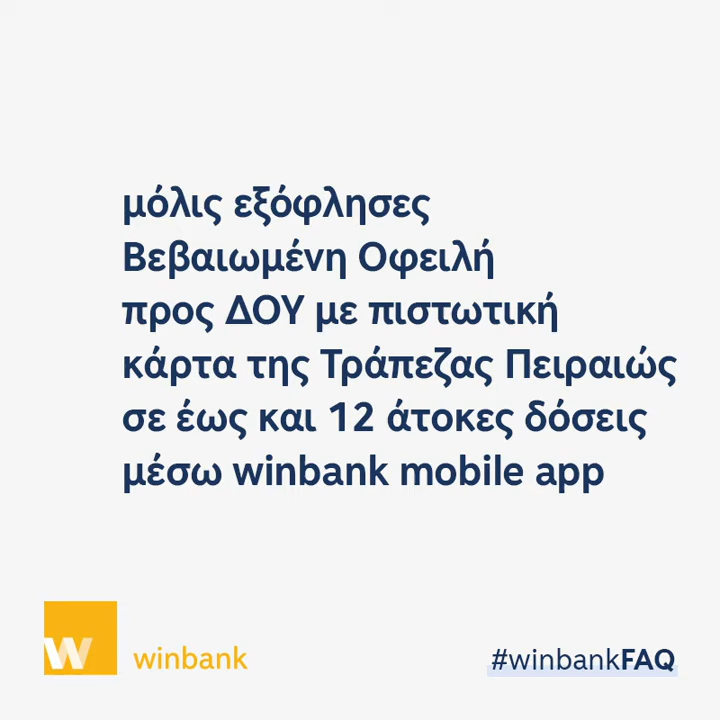 μόλις εξόφλησες
Βεβαιωμένη Οφειλή
προς ΔΟΥ με πιστωτική
κάρτα της Τράπεζας Πειραιώς
σε έως και 12 άτοκες δόσεις
μέσω winbank mobile app
w winbank
#winbankFAQ